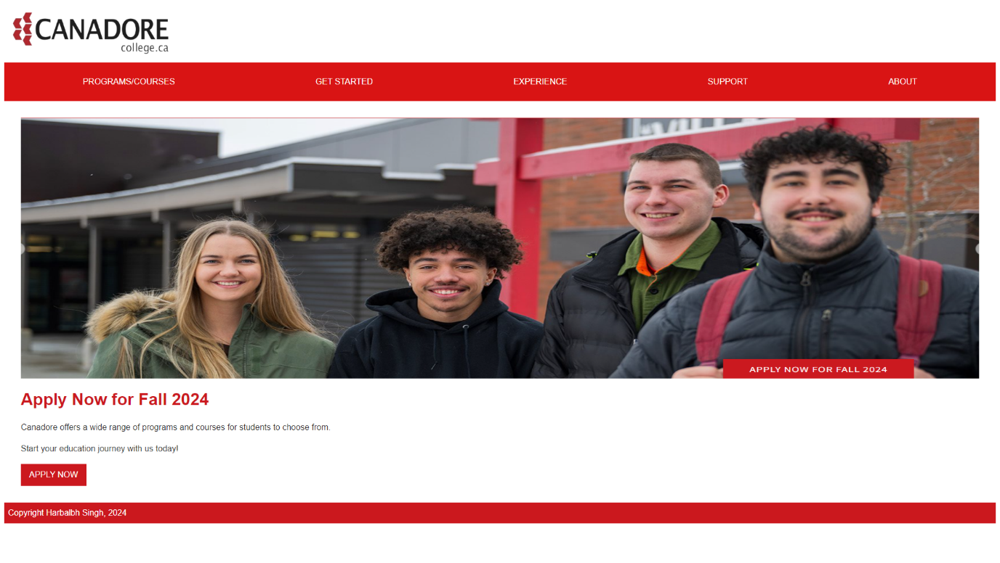 CANADORE
college.ca
PROGRAMS/COURSES GET STARTED EXPERIENCE SUPPORT ABOUT
APPLY NOW FOR FALL 2024
Apply Now for Fall 2024
Canadore offers a wide range of programs and courses for students to choose from.
Start your education journey with us today!
APPLY NOW
Copyright Harbalbh Singh, 2024